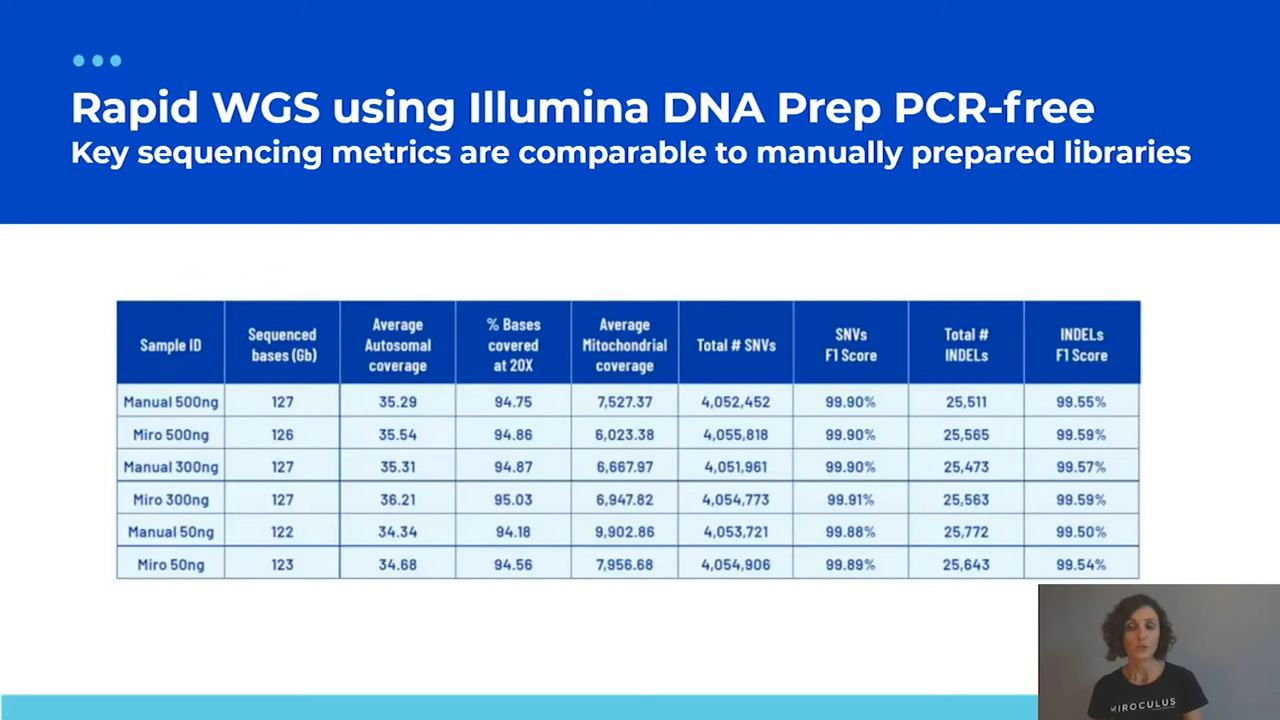 Rapid WGS using Illumina DNA Prep PCR-free
Key sequencing metrics are comparable to manually prepared libraries
Sample ID Sequenced bases (Gb) Average Autosomal coverage % Bases covered at 20X Average Mitochondrial coverage Total # SNVs SNVs F1 Score Total # INDELs INDELs F1 Score
Manual 500ng 127 35.29 94.75 7,527.37 4,052,452 99.90% 25,511 99.55%
Miro 500ng 126 35.54 94.86 6,023.38 4,055,818 99.90% 25,565 99.59%
Manual 300ng 127 35.31 94.87 6,667.97 4,051,961 99.90% 25,473 99.57%
Miro 300ng 127 36.21 95.03 6,947.82 4,054,773 99.91% 25,563 99.59%
Manual 50ng 122 34.34 94.18 9,902.86 4,053,721 99.88% 25,772 99.50%
Miro 50ng 123 34.68 94.56 7,956.68 4,054,906 99.89% 25,643 99.54%
MIROCULUS